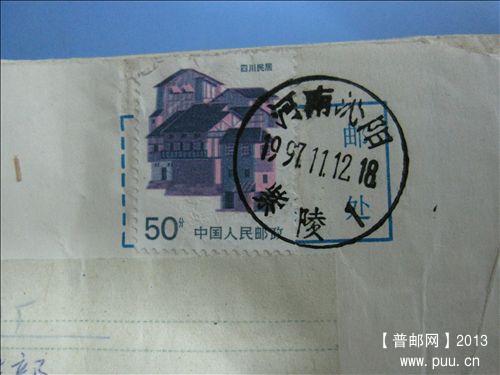 四川民居
河南沁阳
1997.11.12.18
紫陵
邮
处
50分
中国人民邮政
部
【普邮网】2013
www.puu.cn